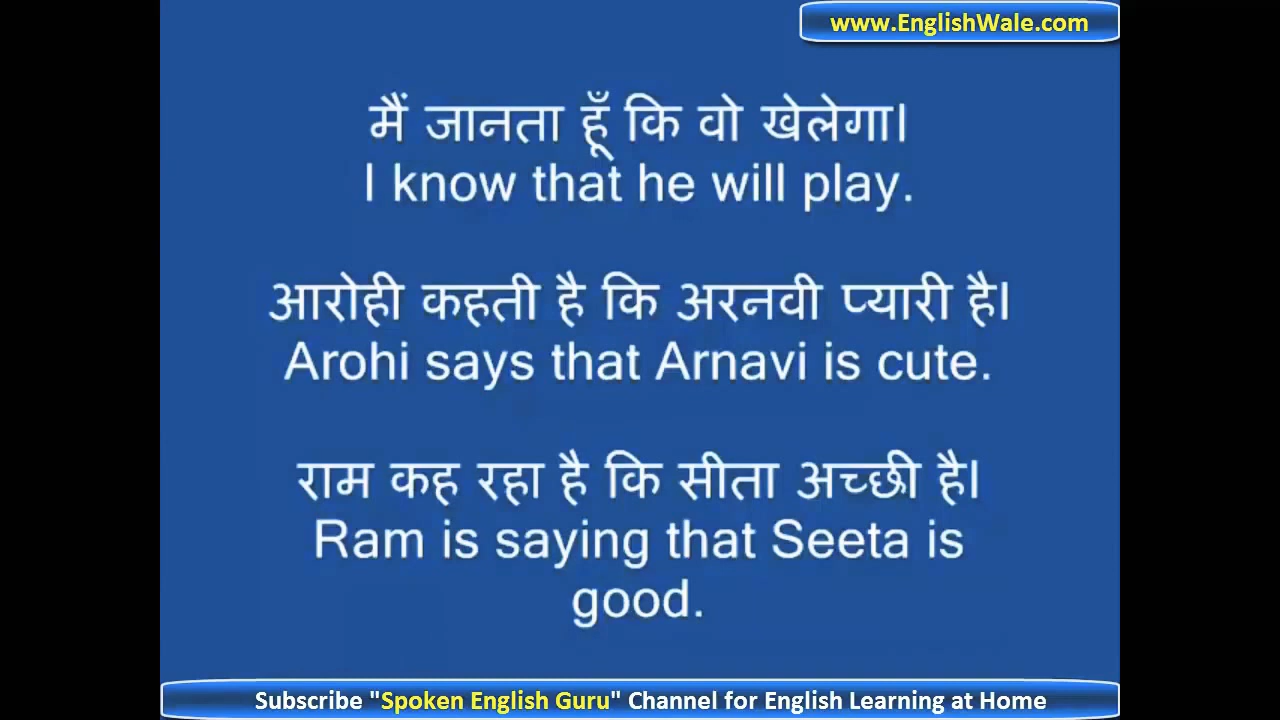 www.EnglishWale.com
मैं जानता हूँ कि वो खेलेगा।
I know that he will play.
आरोही कहती है कि अरनवी प्यारी है।
Arohi says that Arnavi is cute.
राम कह रहा है कि सीता अच्छी है।
Ram is saying that Seeta is
good.
Subscribe "Spoken English Guru" Channel for English Learning at Home